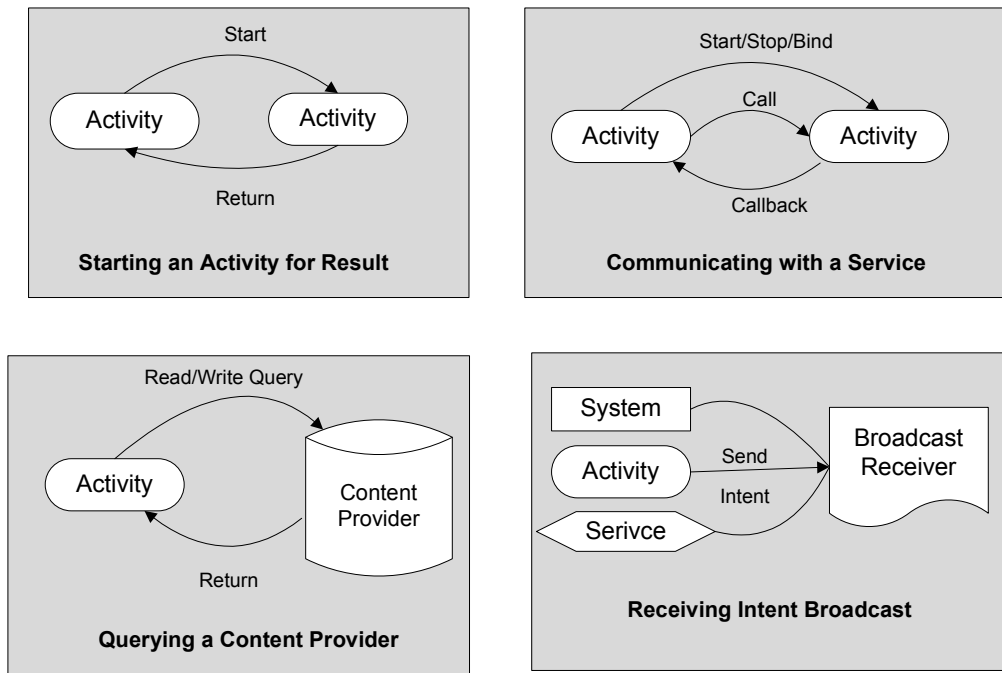 Start
Activity
Activity
Return
Starting an Activity for Result
Start/Stop/Bind
Call
Activity
Activity
Callback
Communicating with a Service
Read/Write Query
Activity
Content
Provider
Return
Querying a Content Provider
System
Broadcast
Receiver
Send
Activity
Intent
Serivce
Receiving Intent Broadcast